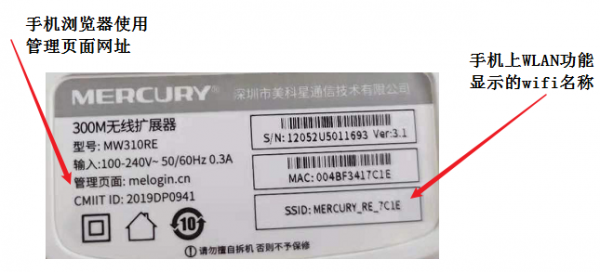 手机浏览器使用
管理页面网址
手机上WLAN功能
显示的wifi名称
MERCURY® 深圳市美科星通信技术有限公司
300M无线扩展器
型号: MW310RE
输入:100-240V~ 50/60Hz 0.3A
管理页面: melogin.cn
CMIIT ID: 2019DP0941
S/N: 12052U5011693 Ver:3.1
MAC: 004BF3417C1E
SSID: MERCURY_RE_7C1E
10
①请勿擅自拆机 否则不予保修